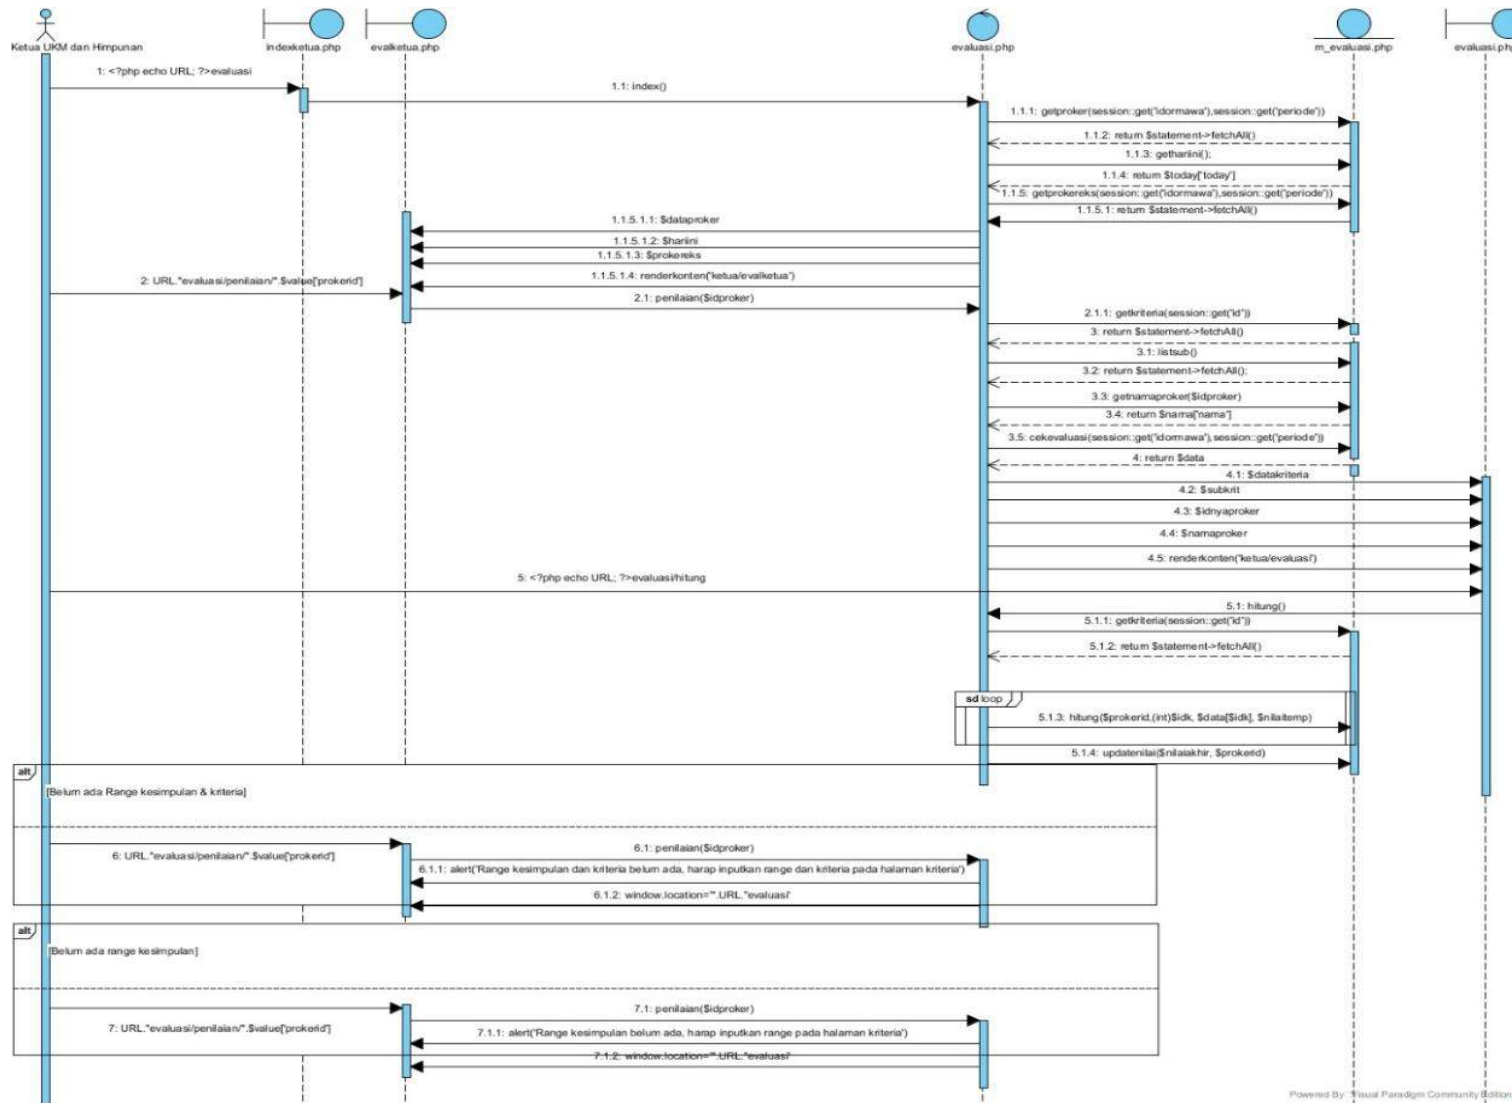 Ketua UKM dan Himpunan
indexketua.php
evalketua.php
evaluasi.php
m_evaluasi.php
evaluasi.php
1: <?php echo URL; ?>evaluasi
1.1: index()
1.1.1: getproker(session::get('idormawa'),session::get('periode'))
1.1.2: return $statement->fetchAll()
1.1.3: gethariini();
1.1.4: return $today['today']
1.1.5: getprokereks(session::get('idormawa'),session::get('periode'))
1.1.5.1: return $statement->fetchAll()
1.1.5.1.1: $dataproker
1.1.5.1.2: $hariini
1.1.5.1.3: $prokereks
1.1.5.1.4: renderkonten('ketua/evalketua')
2: URL."evaluasi/penilaian/".$value['prokerid']
2.1: penilaian($idproker)
2.1.1: getkriteria(session::get('id'))
3: return $statement->fetchAll()
3.1: listsub()
3.2: return $statement->fetchAll();
3.3: getnamaproker($idproker)
3.4: return $nama['nama']
3.5: cekevaluasi(session::get('idormawa'),session::get('periode'))
4: return $data
4.1: $datakriteria
4.2: $subkrit
4.3: $idnyaproker
4.4: $namaproker
4.5: renderkonten('ketua/evaluasi')
5: <?php echo URL; ?>evaluasi/hitung
5.1: hitung()
5.1.1: getkriteria(session::get('id'))
5.1.2: return $statement->fetchAll()
sd loop
5.1.3: hitung($prokerid,(int)$idk, $data[$idk], $nilaitemp)
5.1.4: updatenilai($nilaiakhir, $prokerid)
alt
[Belum ada Range kesimpulan & kriteria]
6: URL."evaluasi/penilaian/".$value['prokerid']
6.1: penilaian($idproker)
6.1.1: alert('Range kesimpulan dan kriteria belum ada, harap inputkan range dan kriteria pada halaman kriteria')
6.1.2: window.location='".URL."evaluasi'
alt
[Belum ada range kesimpulan]
7: URL."evaluasi/penilaian/".$value['prokerid']
7.1: penilaian($idproker)
7.1.1: alert('Range kesimpulan belum ada, harap inputkan range pada halaman kriteria')
7.1.2: window.location='".URL."evaluasi'
Powered By Visual Paradigm Community Edition